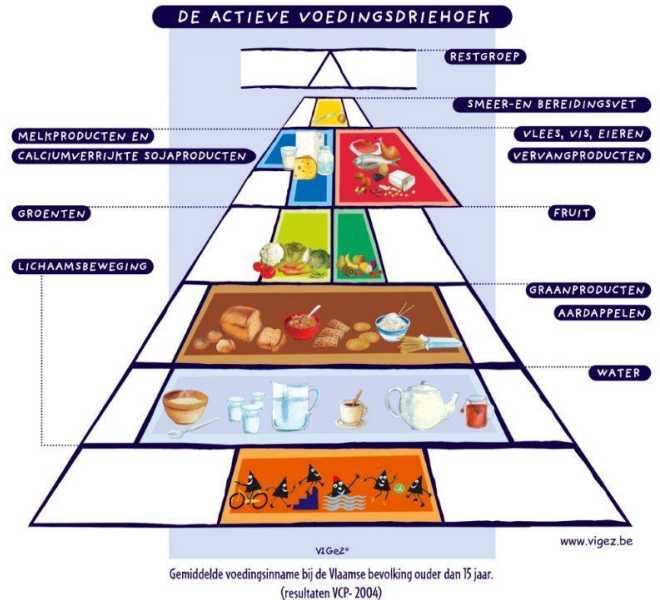 DE ACTIEVE VOEDINGSDRIEHOEK
RESTGROEP
SMEER-EN BEREIDINGSVET
MELKPRODUCTEN EN
CALCIUMVERRIJKTE SOJAPRODUCTEN
VLEES, VIS, EIEREN
VERVANGPRODUCTEN
GROENTEN
FRUIT
LICHAAMSBEWEGING
GRAANPRODUCTEN
AARDAPPELEN
WATER
www.vigez.be
VIGeZ®
Gemiddelde voedingsinname bij de Vlaamse bevolking ouder dan 15 jaar.
(resultaten VCP- 2004)